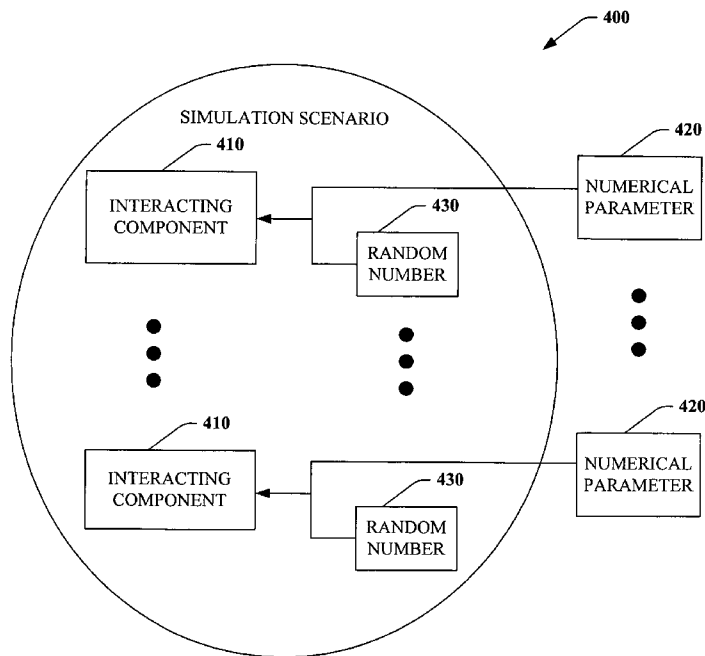 400
SIMULATION SCENARIO
410
420
INTERACTING
COMPONENT
NUMERICAL
PARAMETER
430
RANDOM
NUMBER
410
420
INTERACTING
COMPONENT
NUMERICAL
PARAMETER
430
RANDOM
NUMBER